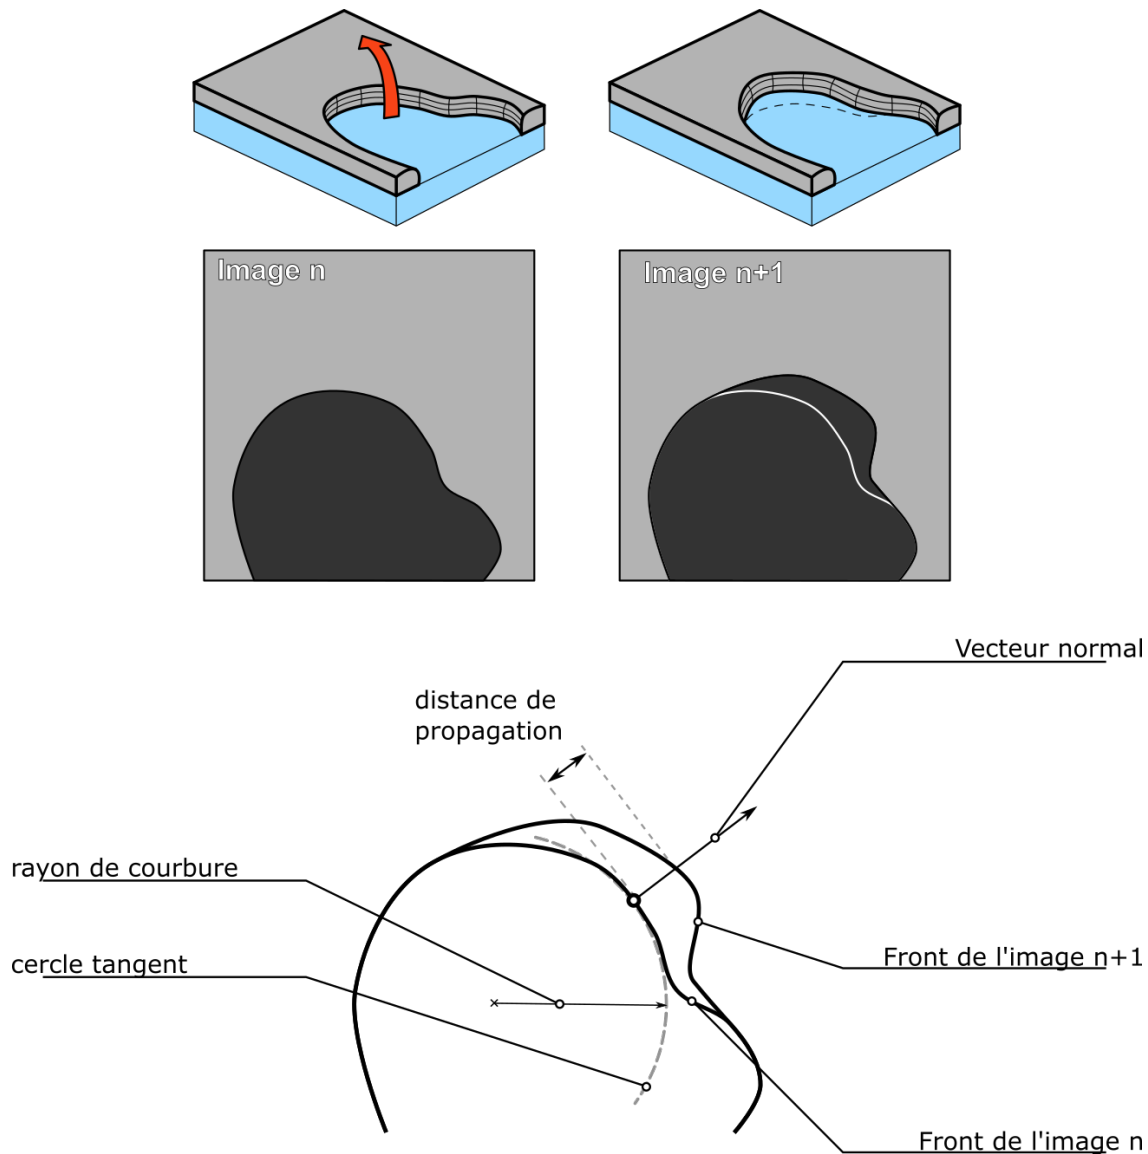 Image n
Image n+1
Vecteur normal
distance de
propagation
rayon de courbure
Front de l'image n+1
cercle tangent
Front de l'image n